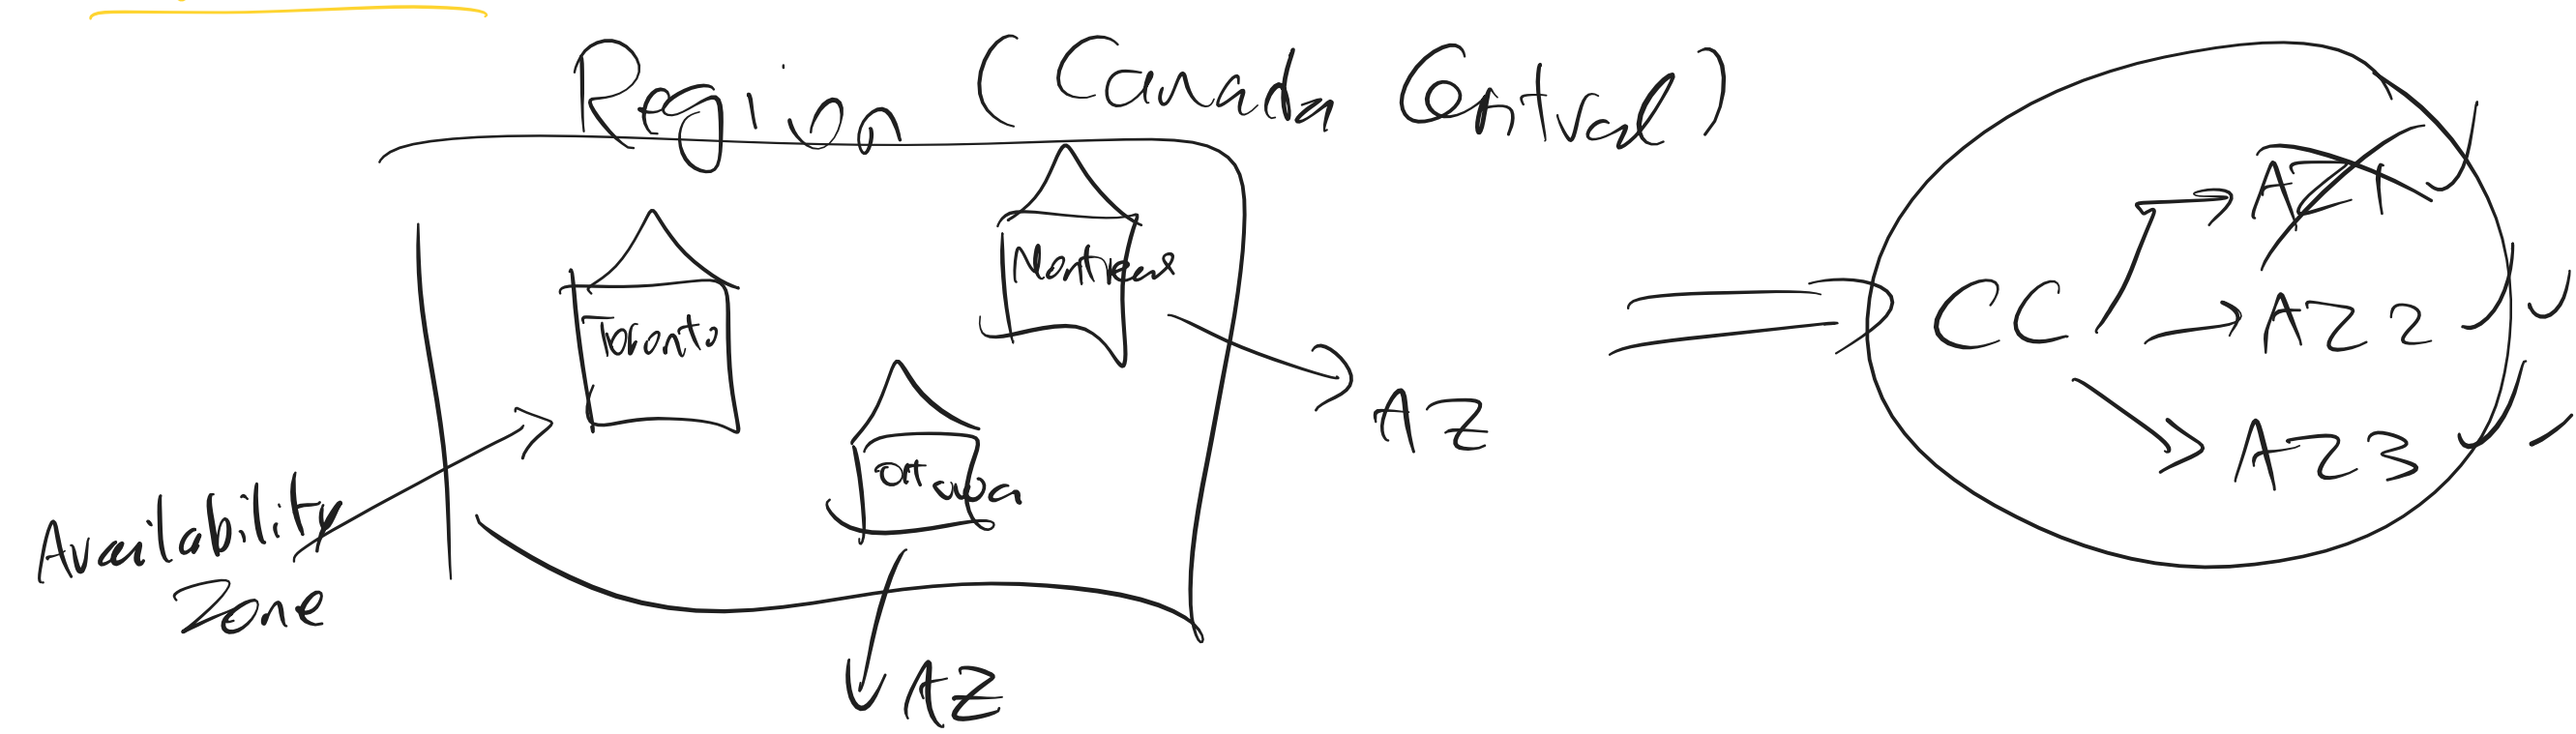 Region (Canada Central)
Toronto
Montreal
Ottawa
Availability
Zone
AZ
AZ
CC
AZ1
AZ2
AZ3